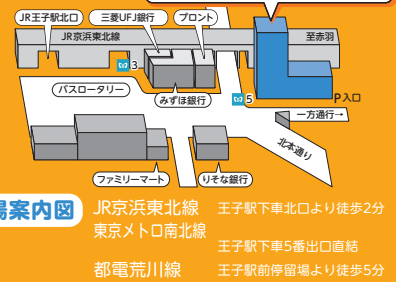 JR王子駅北口
三菱UFJ銀行
プロント
JR京浜東北線
至赤羽
3
バスロータリー
みずほ銀行
5
P入口
一方通行→
北本通り
ファミリーマート
りそな銀行
場案内図
JR京浜東北線 王子駅下車北口より徒歩2分
東京メトロ南北線
王子駅下車5番出口直結
都電荒川線 王子駅前停留場より徒歩5分